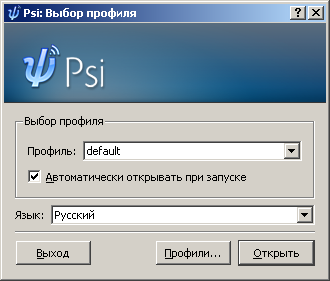 Psi: Выбор профиля
Psi
Выбор профиля
Профиль: default
Автоматически открывать при запуске
Язык: Русский
Выход Профили... Открыть